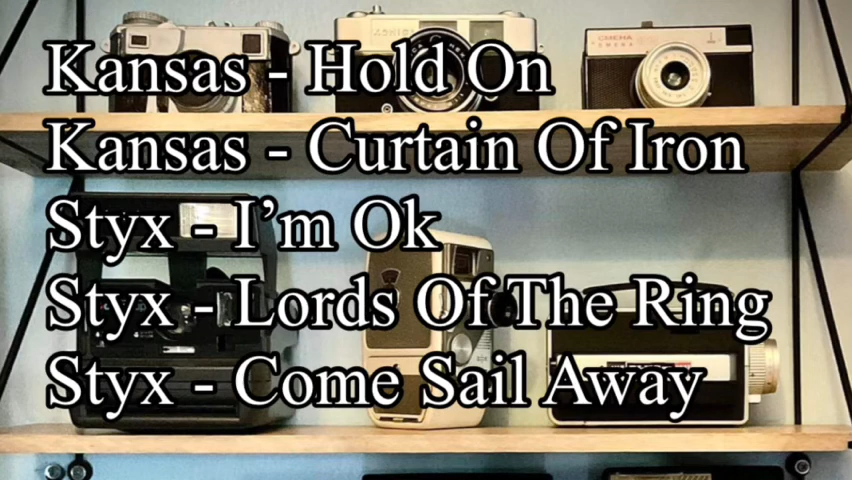 Kansas - Hold On
Kansas - Curtain Of Iron
Styx - I’m Ok
Styx - Lords Of The Ring
Styx - Come Sail Away